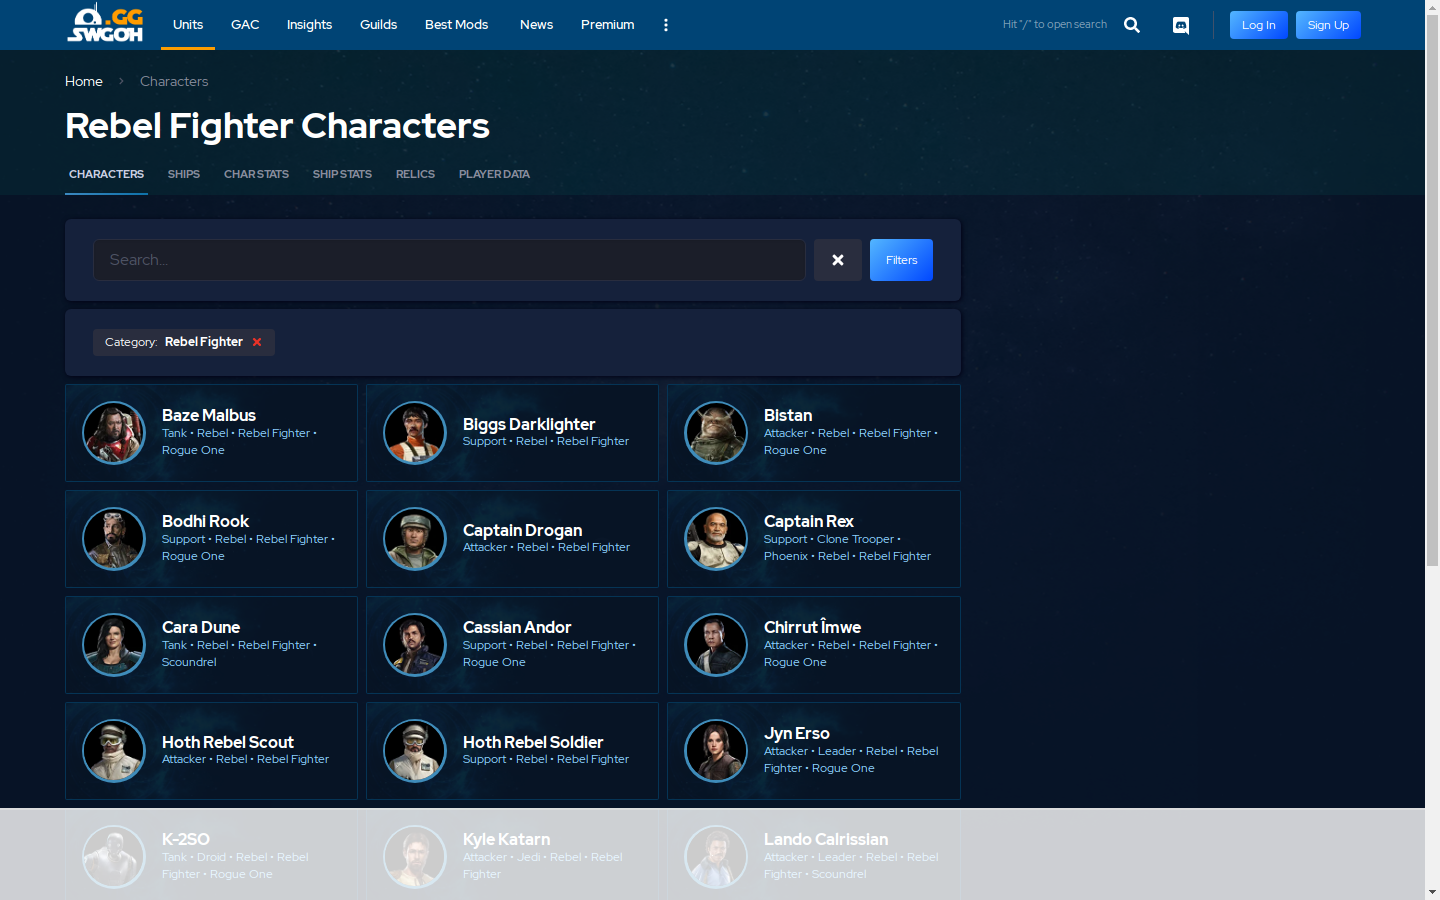 .GG
SWGOH
Units
GAC
Insights
Guilds
Best Mods
News
Premium
Hit "/" to open search
Log In
Sign Up
Home
Characters
Rebel Fighter Characters
CHARACTERS
SHIPS
CHAR STATS
SHIP STATS
RELICS
PLAYER DATA
Search...
Filters
Category: Rebel Fighter
Baze Malbus
Tank • Rebel • Rebel Fighter •
Rogue One
Biggs Darklighter
Support • Rebel • Rebel Fighter
Bistan
Attacker • Rebel • Rebel Fighter •
Rogue One
Bodhi Rook
Support • Rebel • Rebel Fighter •
Rogue One
Captain Drogan
Attacker • Rebel • Rebel Fighter
Captain Rex
Support • Clone Trooper •
Phoenix • Rebel • Rebel Fighter
Cara Dune
Tank • Rebel • Rebel Fighter •
Scoundrel
Cassian Andor
Support • Rebel • Rebel Fighter •
Rogue One
Chirrut Îmwe
Attacker • Rebel • Rebel Fighter •
Rogue One
Hoth Rebel Scout
Attacker • Rebel • Rebel Fighter
Hoth Rebel Soldier
Support • Rebel • Rebel Fighter
Jyn Erso
Attacker • Leader • Rebel • Rebel
Fighter • Rogue One
K-2SO
Tank • Droid • Rebel • Rebel
Fighter • Rogue One
Kyle Katarn
Attacker • Jedi • Rebel • Rebel
Fighter
Lando Calrissian
Attacker • Leader • Rebel • Rebel
Fighter • Scoundrel